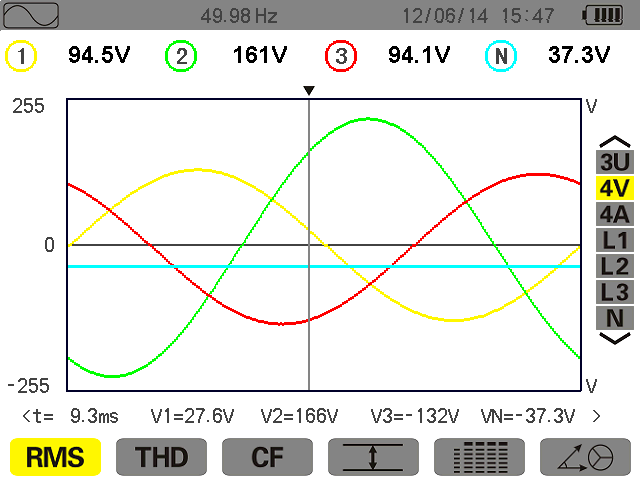 49.98 Hz 12/06/14 15:47
1 94.5V 2 161V 3 94.1V N 37.3V
255 V
3U
4V
4A
0 L1
L2
L3
N
-255 V
<t= 9.3ms V1=27.6V V2=166V V3=-132V VN=-37.3V >
RMS THD CF